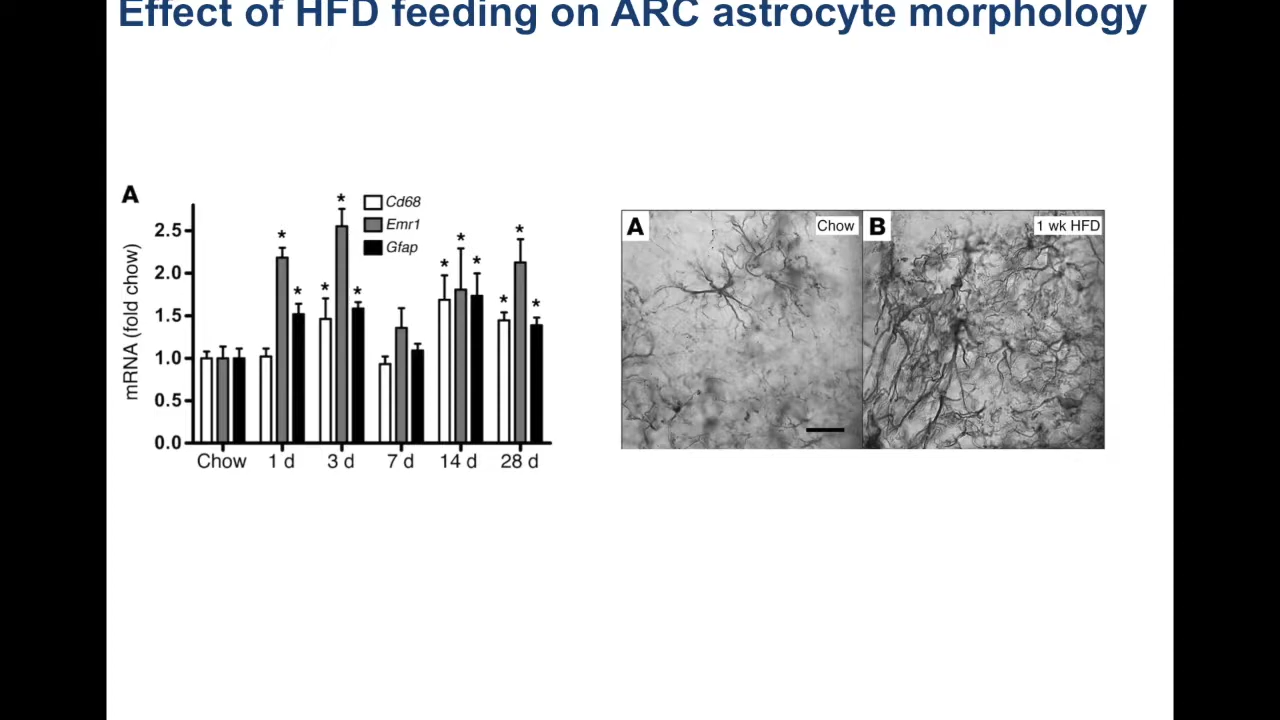 Effect of HFD feeding on ARC astrocyte morphology
A
mRNA (fold chow)
2.5
2.0
1.5
1.0
0.5
0.0
* * * * * * * * * *
Cd68
Emr1
Gfap
Chow 1 d 3 d 7 d 14 d 28 d
A Chow
B 1 wk HFD